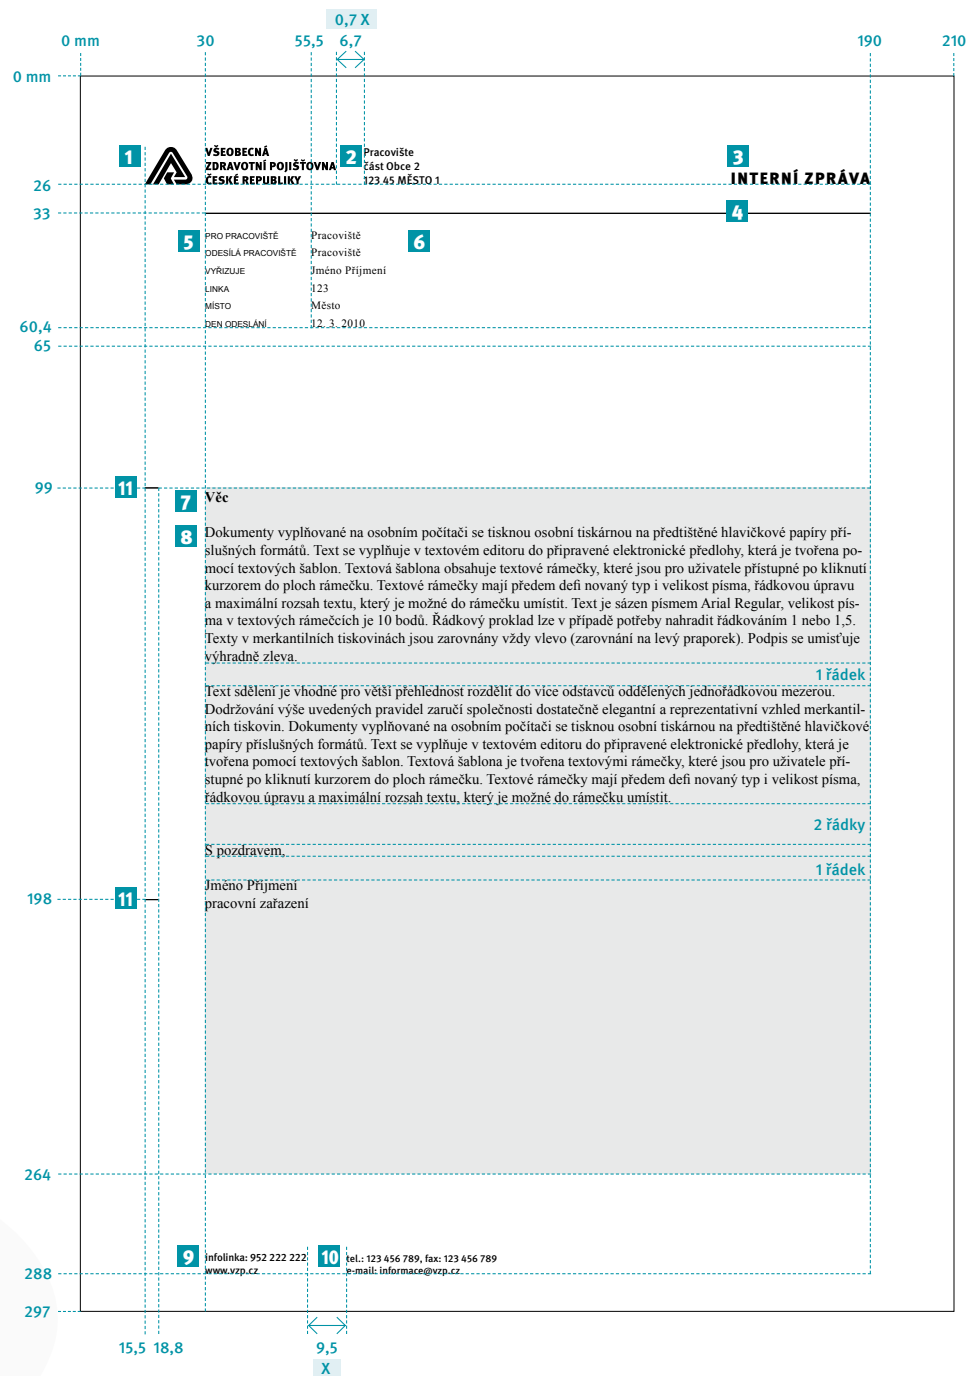 0,7 X
0 mm 30 55,5 6,7 190 210
0 mm
1 VŠEOBECNÁ
ZDRAVOTNÍ POJIŠŤOVNA
ČESKÉ REPUBLIKY
2 Pracoviště
část Obce 2
123 45 MĚSTO 1
3
INTERNÍ ZPRÁVA
26
33
4
5 PRO PRACOVIŠTĚ Pracoviště 6
ODESÍLÁ PRACOVIŠTĚ Pracoviště
VYŘIZUJE Jméno Příjmení
LINKA 123
MÍSTO Město
DEN ODESLÁNÍ 12. 3. 2010
60,4
65
99 11
7 Věc
8 Dokumenty vyplňované na osobním počítači se tisknou osobní tiskárnou na předtištěné hlavičkové papíry pří-
slušných formátů. Text se vyplňuje v textovém editoru do připravené elektronické předlohy, která je tvořena po-
mocí textových šablon. Textová šablona obsahuje textové rámečky, které jsou pro uživatele přístupné po kliknutí
kurzorem do ploch rámečku. Textové rámečky mají předem defi novaný typ i velikost písma, řádkovou úpravu
a maximální rozsah textu, který je možné do rámečku umístit. Text je sázen písmem Arial Regular, velikost pís-
ma v textových rámečcích je 10 bodů. Řádkový proklad lze v případě potřeby nahradit řádkováním 1 nebo 1,5.
Texty v merkantilních tiskovinách jsou zarovnány vždy vlevo (zarovnání na levý praporek). Podpis se umisťuje
výhradně zleva.
1 řádek
Text sdělení je vhodné pro větší přehlednost rozdělit do více odstavců oddělených jednořádkovou mezerou.
Dodržování výše uvedených pravidel zaručí společnosti dostatečně elegantní a reprezentativní vzhled merkantil-
ních tiskovin. Dokumenty vyplňované na osobním počítači se tisknou osobní tiskárnou na předtištěné hlavičkové
papíry příslušných formátů. Text se vyplňuje v textovém editoru do připravené elektronické předlohy, která je
tvořena pomocí textových šablon. Textová šablona je tvořena textovými rámečky, které jsou pro uživatele pří-
stupné po kliknutí kurzorem do ploch rámečku. Textové rámečky mají předem defi novaný typ i velikost písma,
řádkovou úpravu a maximální rozsah textu, který je možné do rámečku umístit.
2 řádky
S pozdravem,
1 řádek
Jméno Příjmení
198 11
pracovní zařazení
264
9 infolinka: 952 222 222
www.vzp.cz
10 tel.: 123 456 789, fax: 123 456 789
e-mail: informace@vzp.cz
288
297
15,5 18,8 9,5
X